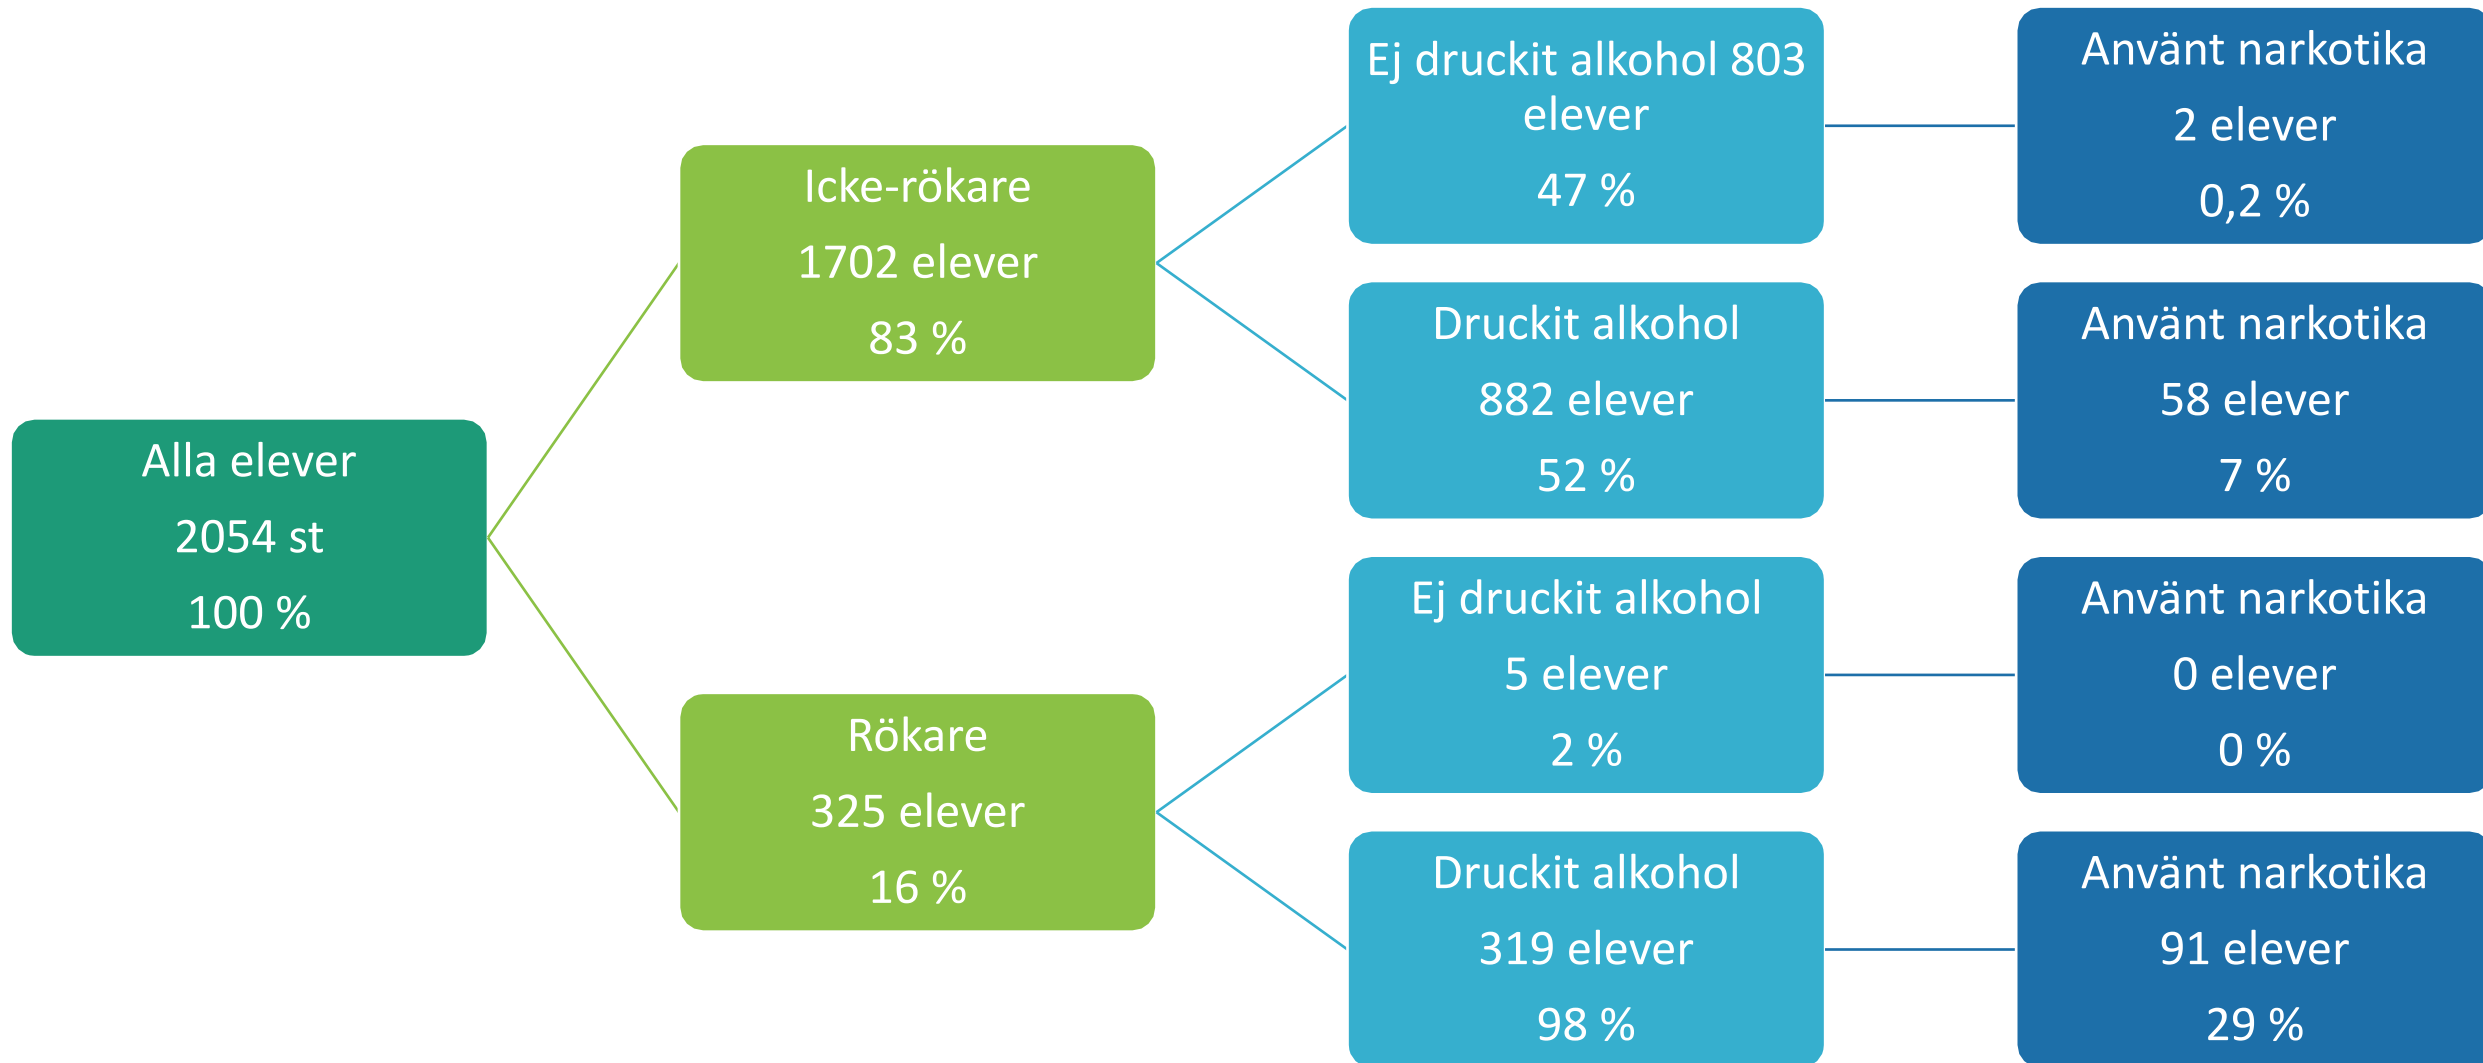 Alla elever
2054 st
100 %
Icke-rökare
1702 elever
83 %
Rökare
325 elever
16 %
Ej druckit alkohol 803
elever
47 %
Druckit alkohol
882 elever
52 %
Ej druckit alkohol
5 elever
2 %
Druckit alkohol
319 elever
98 %
Använt narkotika
2 elever
0,2 %
Använt narkotika
58 elever
7 %
Använt narkotika
0 elever
0 %
Använt narkotika
91 elever
29 %